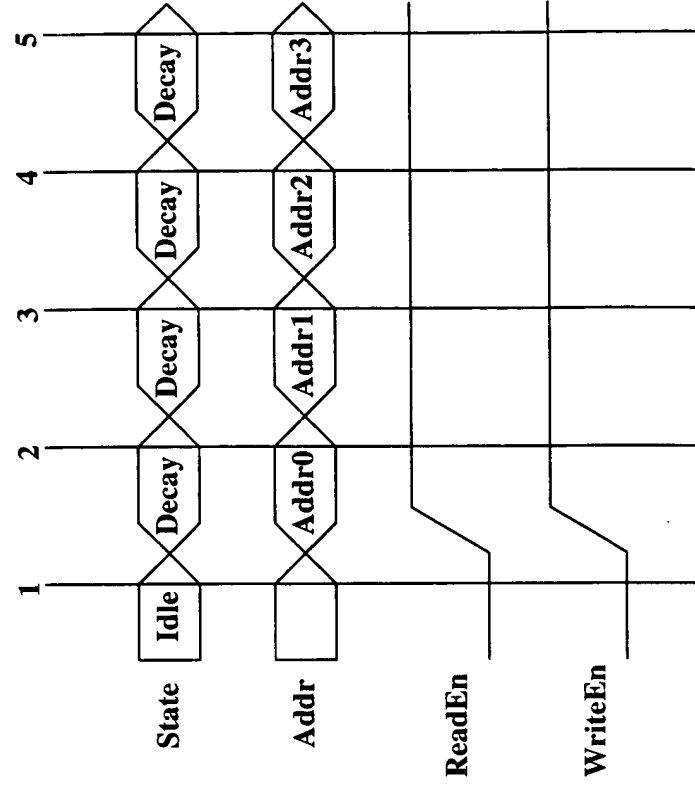 1 2 3 4 5
State Idle Decay Decay Decay Decay
Addr Addr0 Addr1 Addr2 Addr3
ReadEn
WriteEn